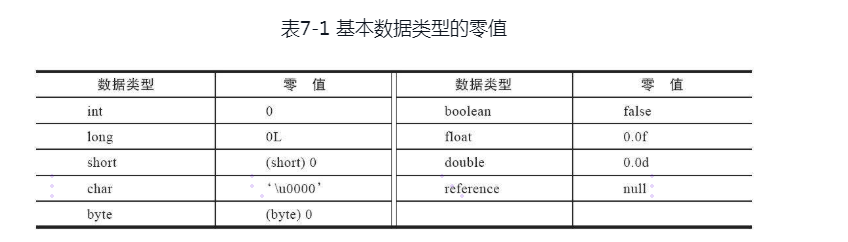 表7-1 基本数据类型的零值
数据类型 零 值 数据类型 零 值
int 0 boolean false
long 0L float 0.0f
short (short) 0 double 0.0d
char ‘\u0000’ reference null
byte (byte) 0